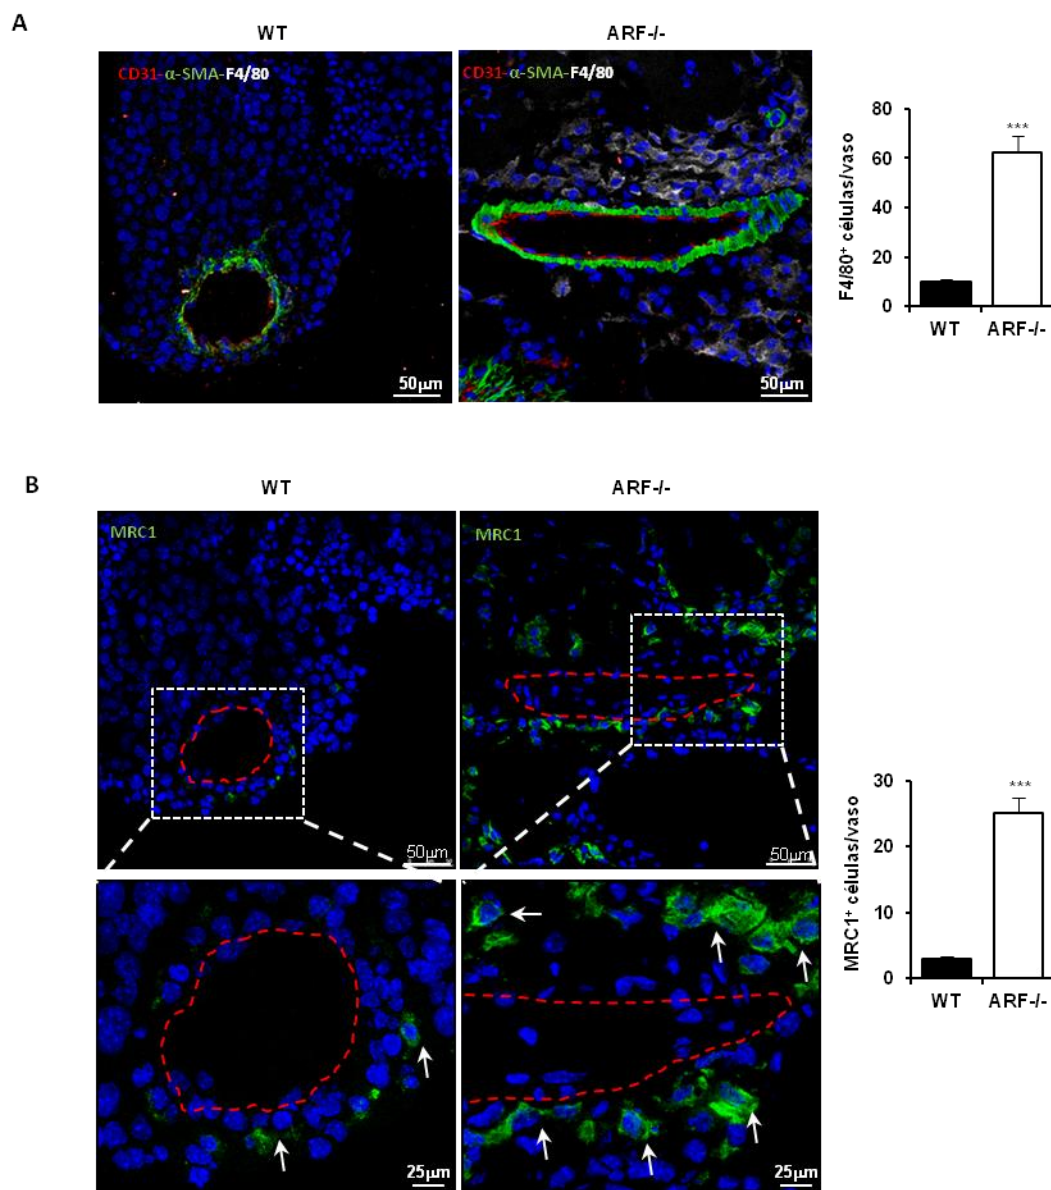 A
WT
ARF-/-
CD31-α-SMA-F4/80
CD31-α-SMA-F4/80
50µm
50µm
F4/80⁺ células/vaso
80
60
40
20
0
***
WT
ARF-/-
B
WT
ARF-/-
MRC1
MRC1
50µm
50µm
25µm
25µm
MRC1⁺ células/vaso
30
20
10
0
***
WT
ARF-/-